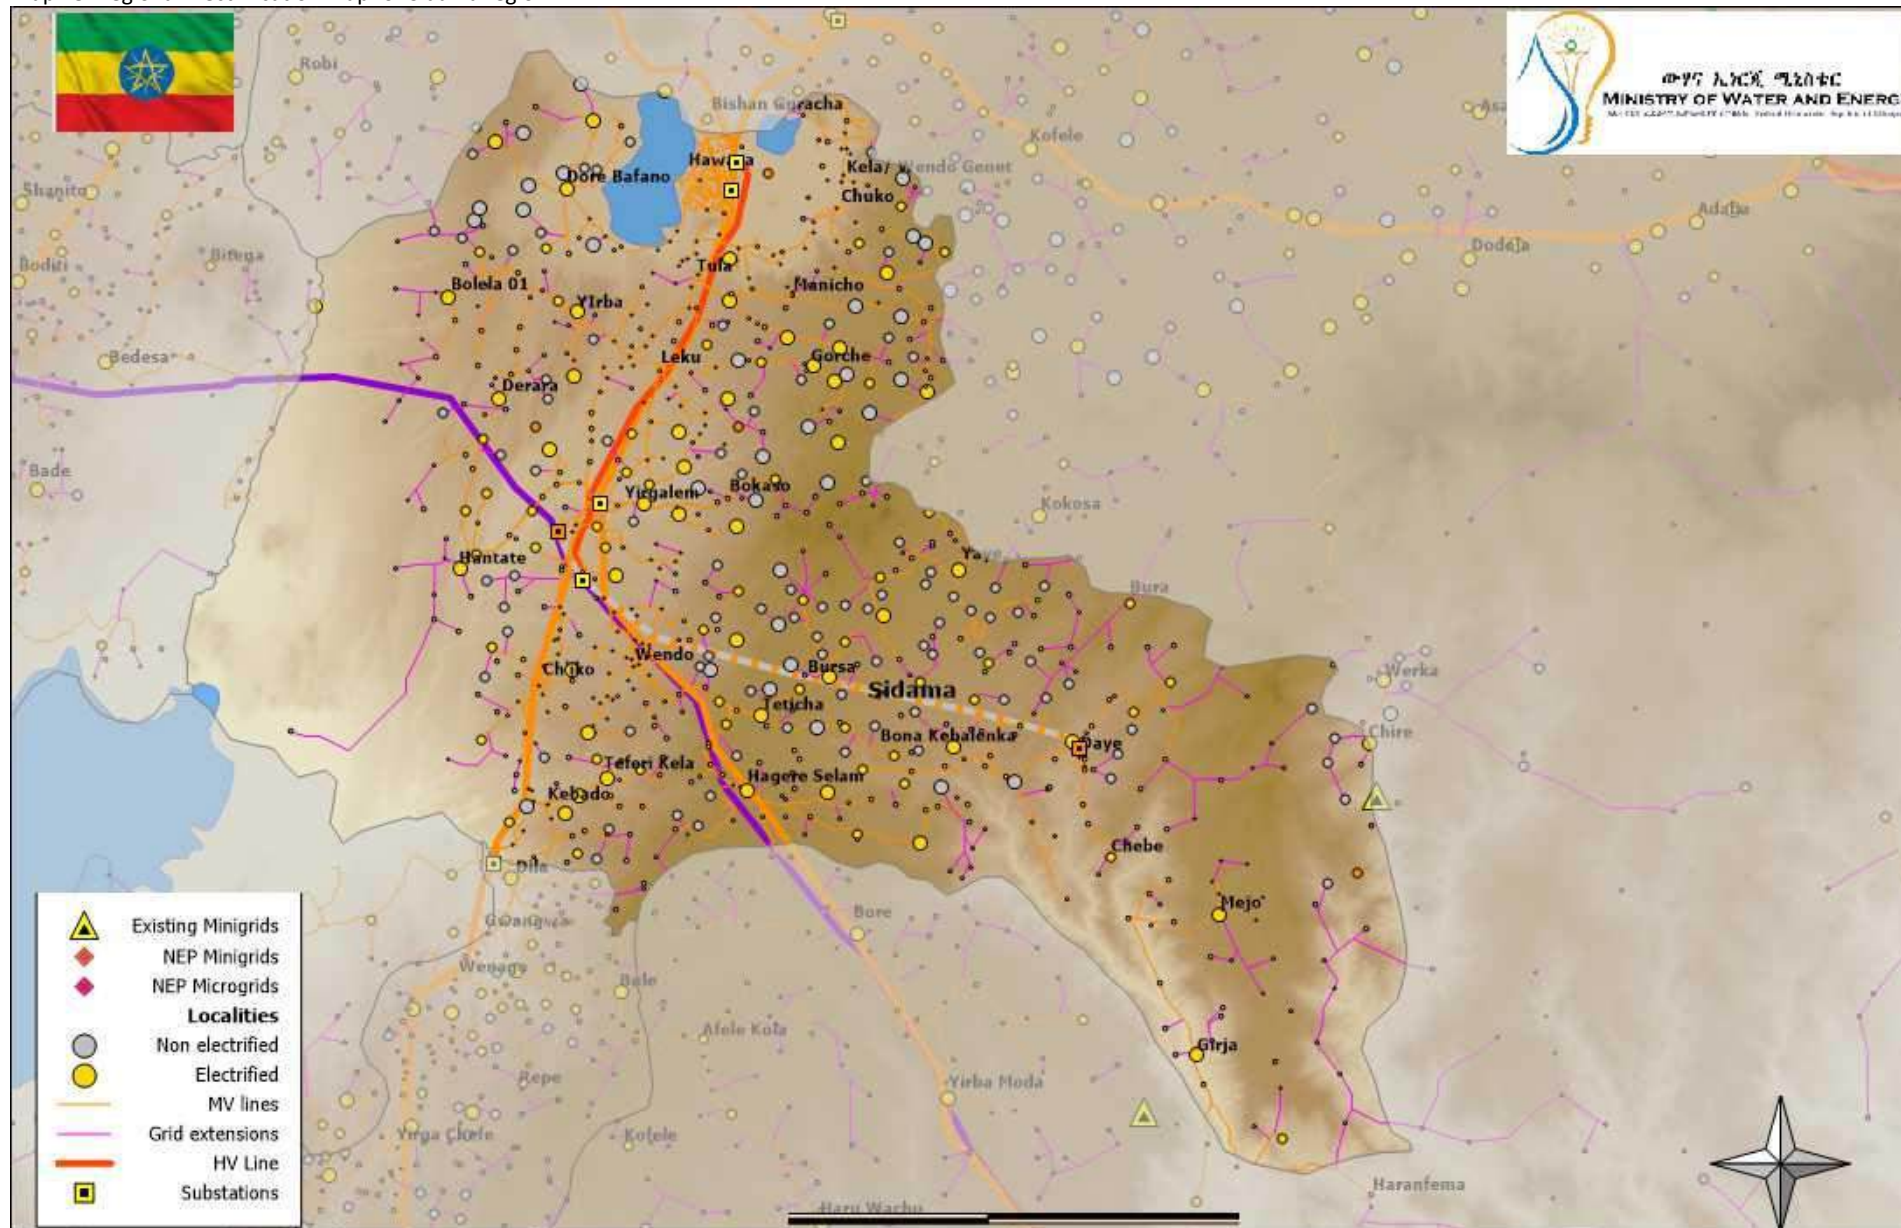 Robi
ውሃና ኢነርጂ ሚኒስቴር
MINISTRY OF WATER AND ENERG
Bishan Guracha
Kofele
Hawassa
Kela/
Wendo Genet
Dore Bafano
Chuko
Shanito
Adaba
Dodola
Boditi
Bitena
Tula
Bolela 01
Manicho
Yirba
Bedesa
Leku
Gorche
Derara
Bade
Yirgalem
Bokaso
Kokosa
Hantate
Yaye
Bura
Choko
Wendo
Bursa
Werka
Sidama
Teticha
Chire
Bona Kebalenka
Daye
Teferi Kela
Hagere Selam
Kebado
Chebe
Dila
Mejo
Bore
Wenago
Bule
Afele Kola
Girja
Repe
Yirba Moda
Yirga Chefe
Kofele
Haranfema
Haru Wachu
Existing Minigrids
NEP Minigrids
NEP Microgrids
Localities
Non electrified
Electrified
MV lines
Grid extensions
HV Line
Substations